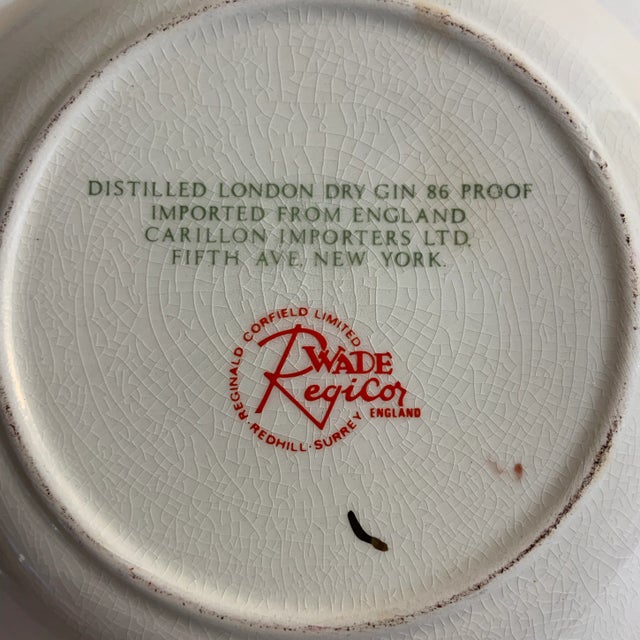 DISTILLED LONDON DRY GIN 86 PROOF
IMPORTED FROM ENGLAND
CARILLON IMPORTERS LTD.
FIFTH AVE. NEW YORK.
REGINALD CORFIELD LIMITED
WADE
RegiCor
ENGLAND
· REDHILL · SURREY